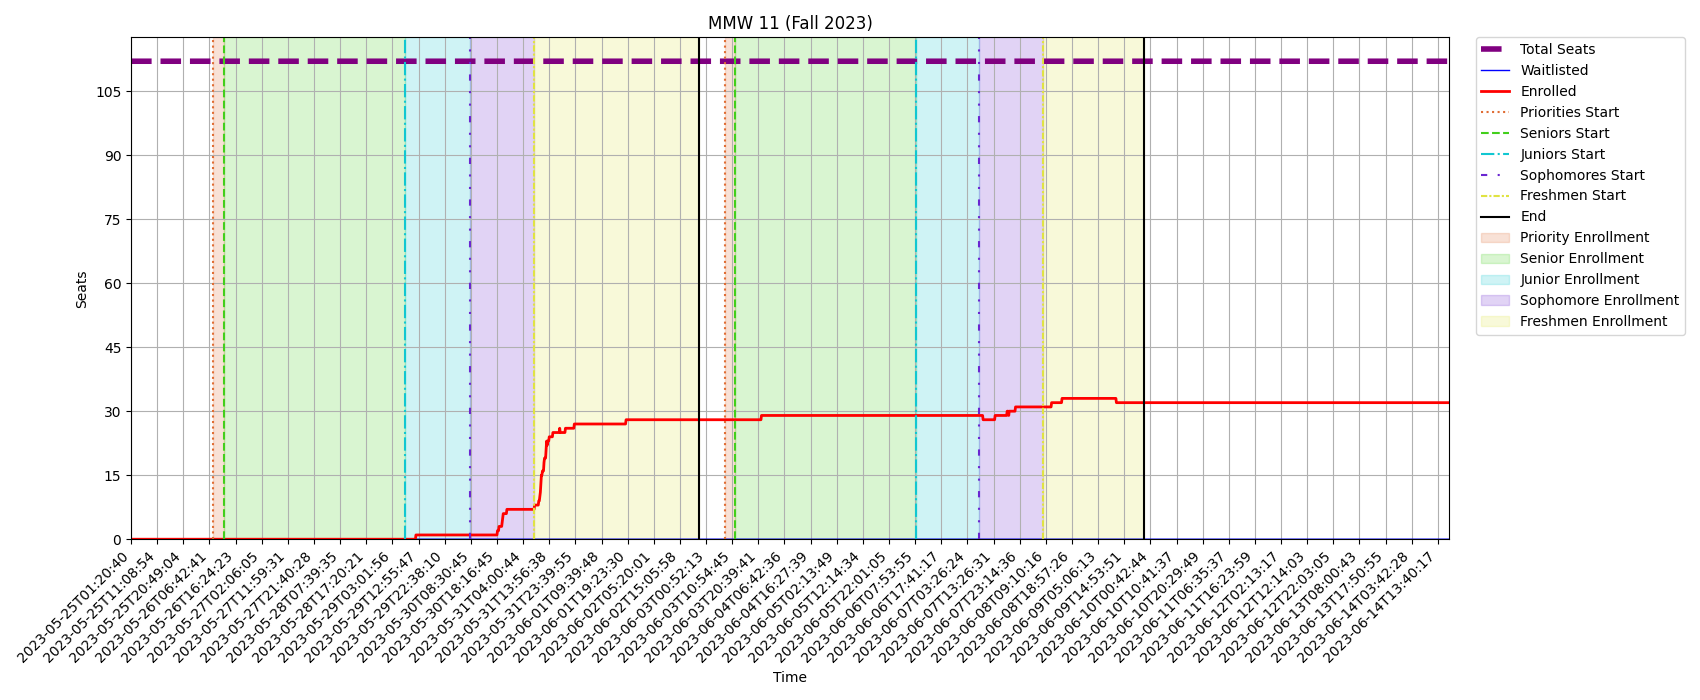 MMW 11 (Fall 2023)
Seats
105
90
75
60
45
30
15
0
2023-05-25T01:20:40
2023-05-25T11:08:54
2023-05-25T20:49:04
2023-05-26T06:42:41
2023-05-26T16:24:23
2023-05-27T02:06:05
2023-05-27T11:59:31
2023-05-27T21:40:28
2023-05-28T07:39:35
2023-05-28T17:20:21
2023-05-29T03:01:56
2023-05-29T12:55:47
2023-05-29T22:38:10
2023-05-30T08:30:45
2023-05-30T18:16:45
2023-05-31T04:00:44
2023-05-31T13:56:38
2023-05-31T23:39:55
2023-06-01T09:39:48
2023-06-01T19:23:30
2023-06-02T05:20:01
2023-06-02T15:05:58
2023-06-03T00:52:13
2023-06-03T10:54:45
2023-06-03T20:39:41
2023-06-04T06:42:36
2023-06-04T16:27:39
2023-06-05T02:13:49
2023-06-05T12:14:34
2023-06-05T22:01:05
2023-06-06T07:53:55
2023-06-06T17:41:17
2023-06-07T03:26:24
2023-06-07T13:26:31
2023-06-07T23:14:36
2023-06-08T09:10:16
2023-06-08T18:57:26
2023-06-09T05:06:13
2023-06-09T14:53:51
2023-06-10T00:42:44
2023-06-10T10:41:37
2023-06-10T20:29:49
2023-06-11T06:35:37
2023-06-11T16:23:59
2023-06-12T02:13:17
2023-06-12T12:14:03
2023-06-12T22:03:05
2023-06-13T08:00:43
2023-06-13T17:50:55
2023-06-14T03:42:28
2023-06-14T13:40:17
Time
Total Seats
Waitlisted
Enrolled
Priorities Start
Seniors Start
Juniors Start
Sophomores Start
Freshmen Start
End
Priority Enrollment
Senior Enrollment
Junior Enrollment
Sophomore Enrollment
Freshmen Enrollment